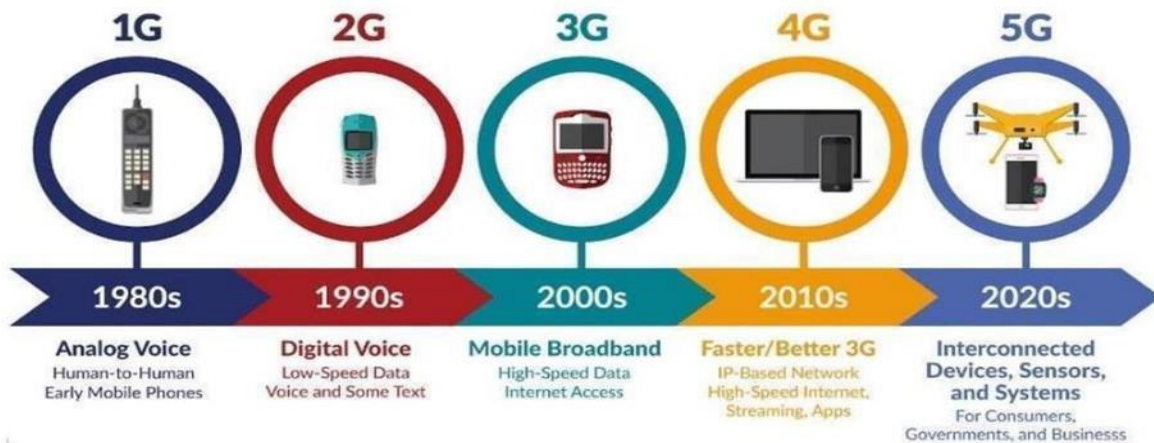 1G
2G
3G
4G
5G
1980s
1990s
2000s
2010s
2020s
Analog Voice
Human-to-Human
Early Mobile Phones
Digital Voice
Low-Speed Data
Voice and Some Text
Mobile Broadband
High-Speed Data
Internet Access
Faster/Better 3G
IP-Based Network
High-Speed Internet,
Streaming, Apps
Interconnected
Devices, Sensors,
and Systems
For Consumers,
Governments, and Businesss